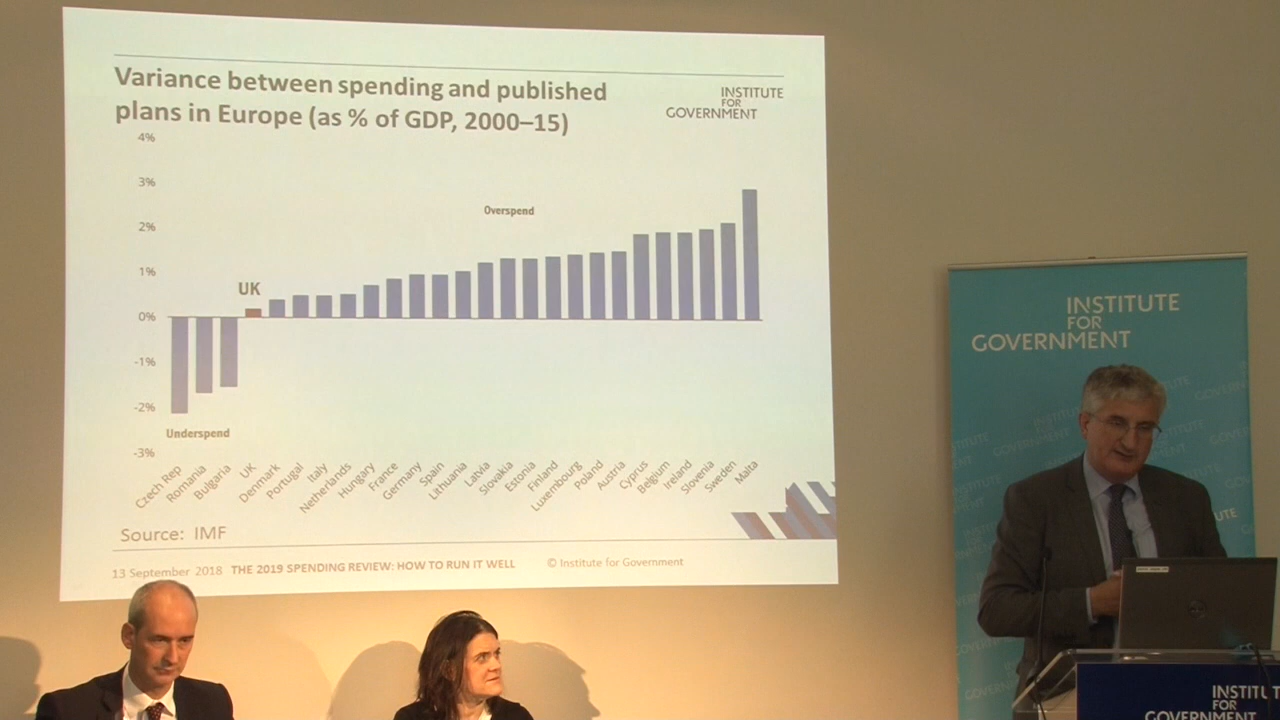 Variance between spending and published
plans in Europe (as % of GDP, 2000–15)
INSTITUTE
FOR
GOVERNMENT
4%
3%
2%
1%
0%
-1%
-2%
-3%
Overspend
UK
Underspend
Czech Rep
Romania
Bulgaria
UK
Denmark
Portugal
Italy
Netherlands
Hungary
France
Germany
Spain
Lithuania
Latvia
Slovakia
Estonia
Finland
Luxembourg
Poland
Austria
Cyprus
Belgium
Ireland
Slovenia
Sweden
Malta
Source: IMF
13 September 2018 THE 2019 SPENDING REVIEW: HOW TO RUN IT WELL © Institute for Government
INSTITUTE
FOR
GOVERNMENT
INSTITUTE
FOR
GOVERNMENT